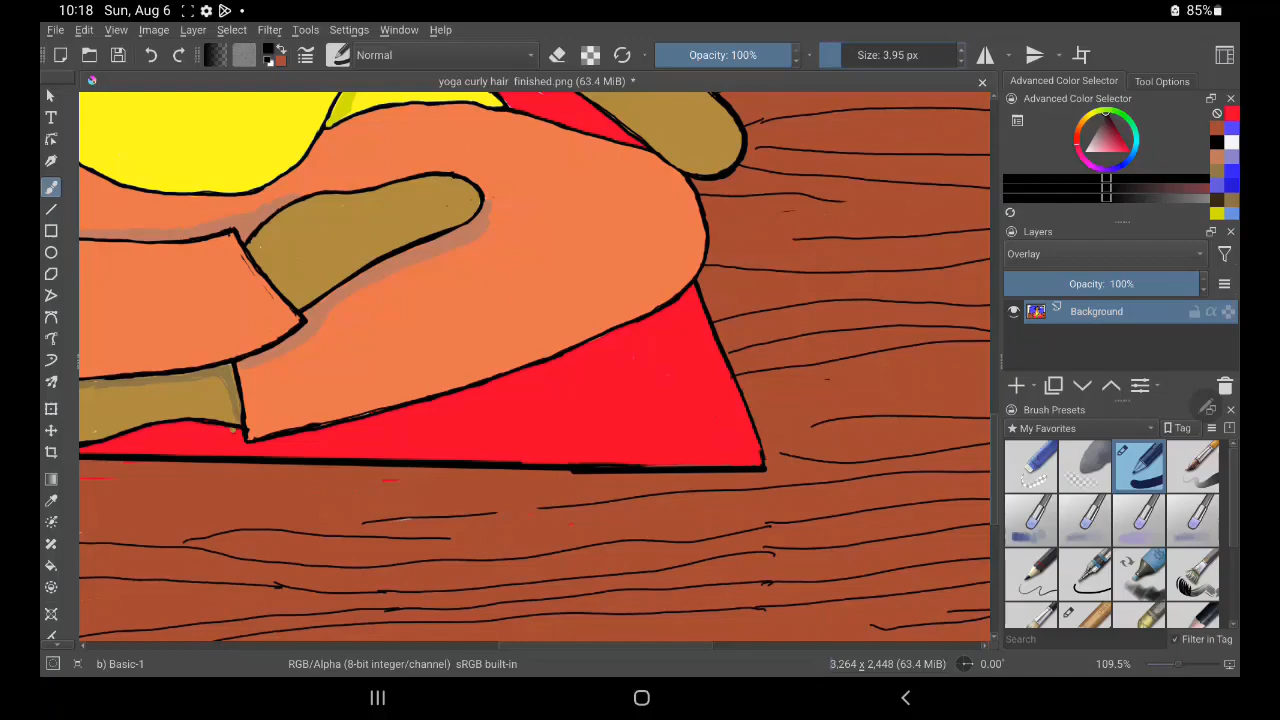 10:18 Sun, Aug 6
85%
File Edit View Image Layer Select Filter Tools Settings Window Help
Normal
Opacity: 100%
Size: 3.95 px
yoga curly hair finished.png (63.4 MiB) *
Advanced Color Selector
Tool Options
Advanced Color Selector
Layers
Overlay
Opacity: 100%
Background
Brush Presets
My Favorites
Tag
Search
Filter in Tag
b) Basic-1
RGB/Alpha (8-bit integer/channel) sRGB built-in
3,264 x 2,448 (63.4 MiB)
0.00°
109.5%